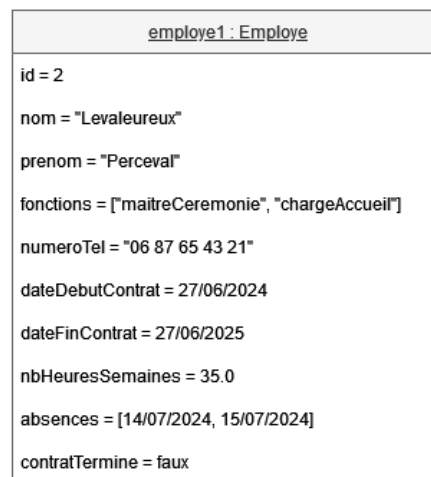 employe1 : Employe
id = 2
nom = "Levaleureux"
prenom = "Perceval"
fonctions = ["maitreCeremonie", "chargeAccueil"]
numeroTel = "06 87 65 43 21"
dateDebutContrat = 27/06/2024
dateFinContrat = 27/06/2025
nbHeuresSemaines = 35.0
absences = [14/07/2024, 15/07/2024]
contratTermine = faux